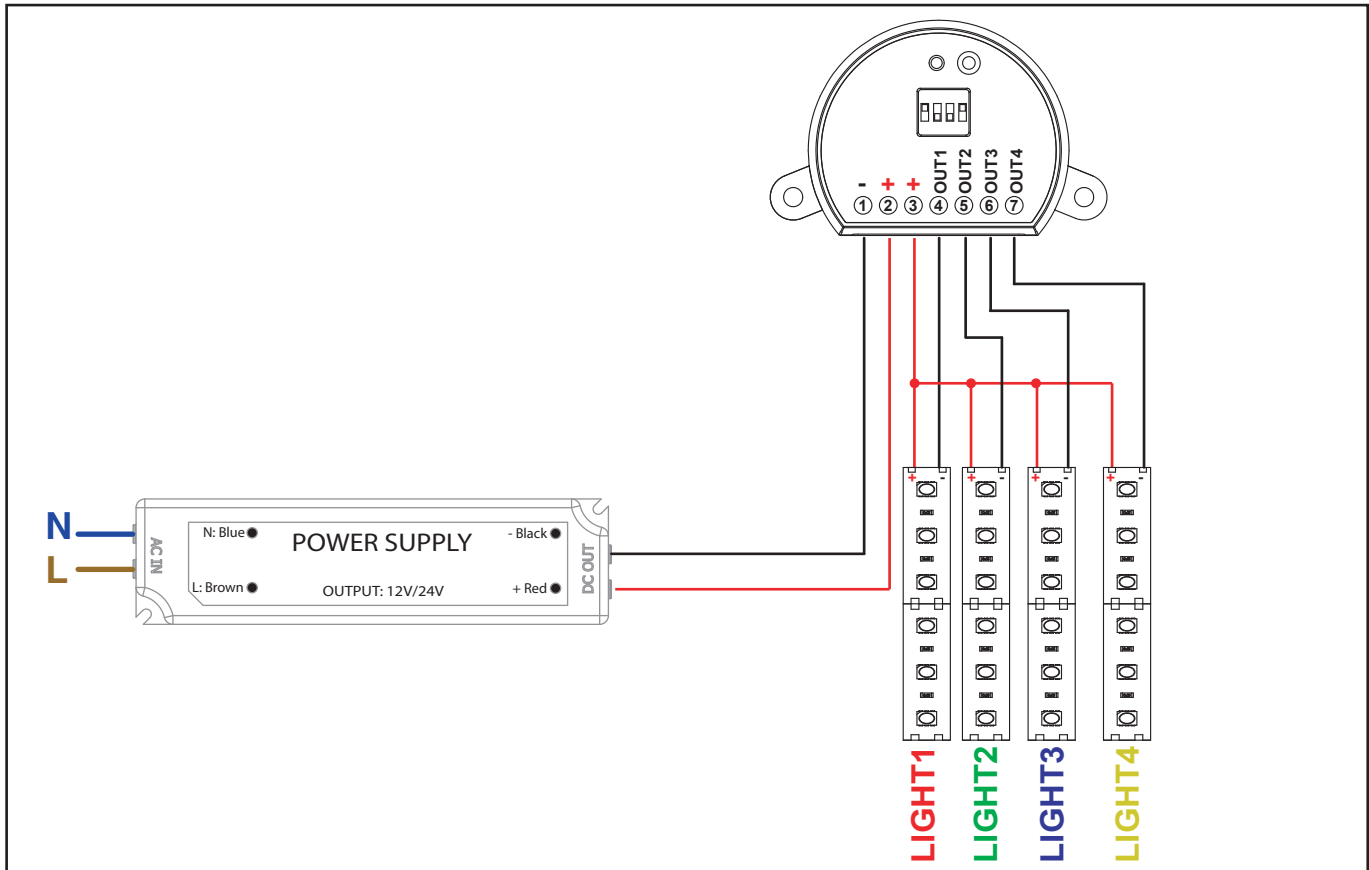 OUT1
OUT2
OUT3
OUT4
- + +
1 2 3 4 5 6 7
+ - + - + - + -
N
L
AC IN
N: Blue
L: Brown
POWER SUPPLY
OUTPUT: 12V/24V
- Black
+ Red
DC OUT
LIGHT1
LIGHT2
LIGHT3
LIGHT4